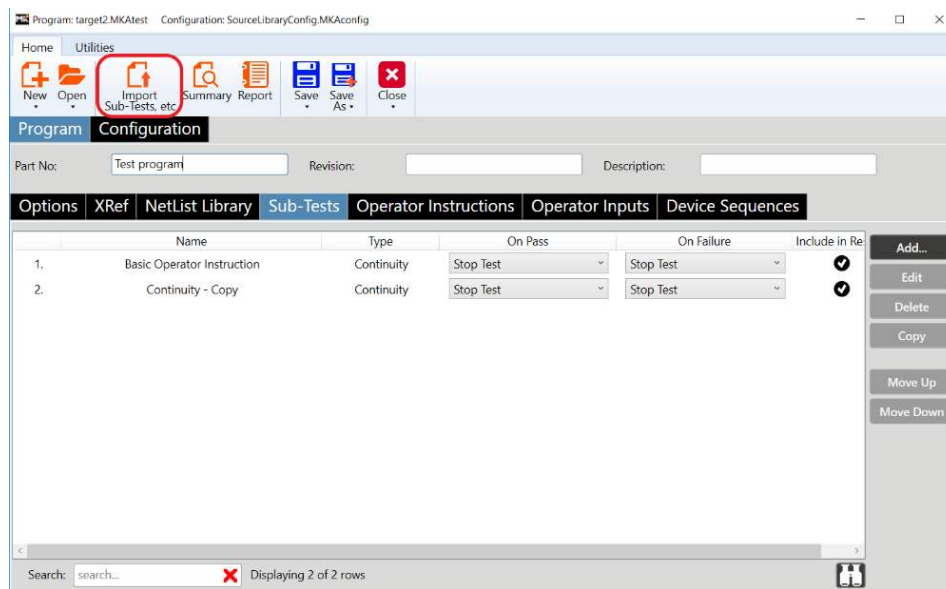 Program: target2.MKAtest Configuration: SourceLibraryConfig.MKAconfig
Home Utilities
New Open Import Sub-Tests, etc Summary Report Save Save As Close
Program Configuration
Part No: Test program Revision: Description:
Options XRef NetList Library Sub-Tests Operator Instructions Operator Inputs Device Sequences
Name Type On Pass On Failure Include in Re
1. Basic Operator Instruction Continuity Stop Test Stop Test
2. Continuity - Copy Continuity Stop Test Stop Test
Add...
Edit
Delete
Copy
Move Up
Move Down
Search: search... Displaying 2 of 2 rows